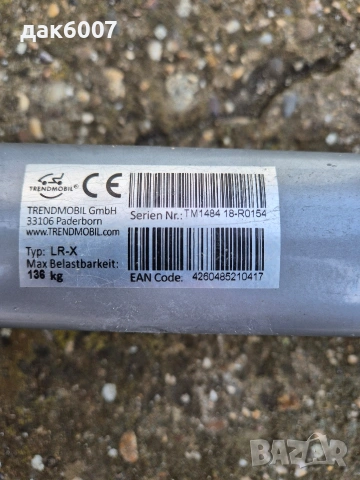 дак6007
TRENDMOBIL®
CE
TRENDMOBIL GmbH
33106 Paderborn
www.TRENDMOBIL.com
Serien Nr.: TM1484 18-R0154
Typ: LR-X
Max Belastbarkeit:
136 kg
EAN Code: 4260485210417
BAZAR